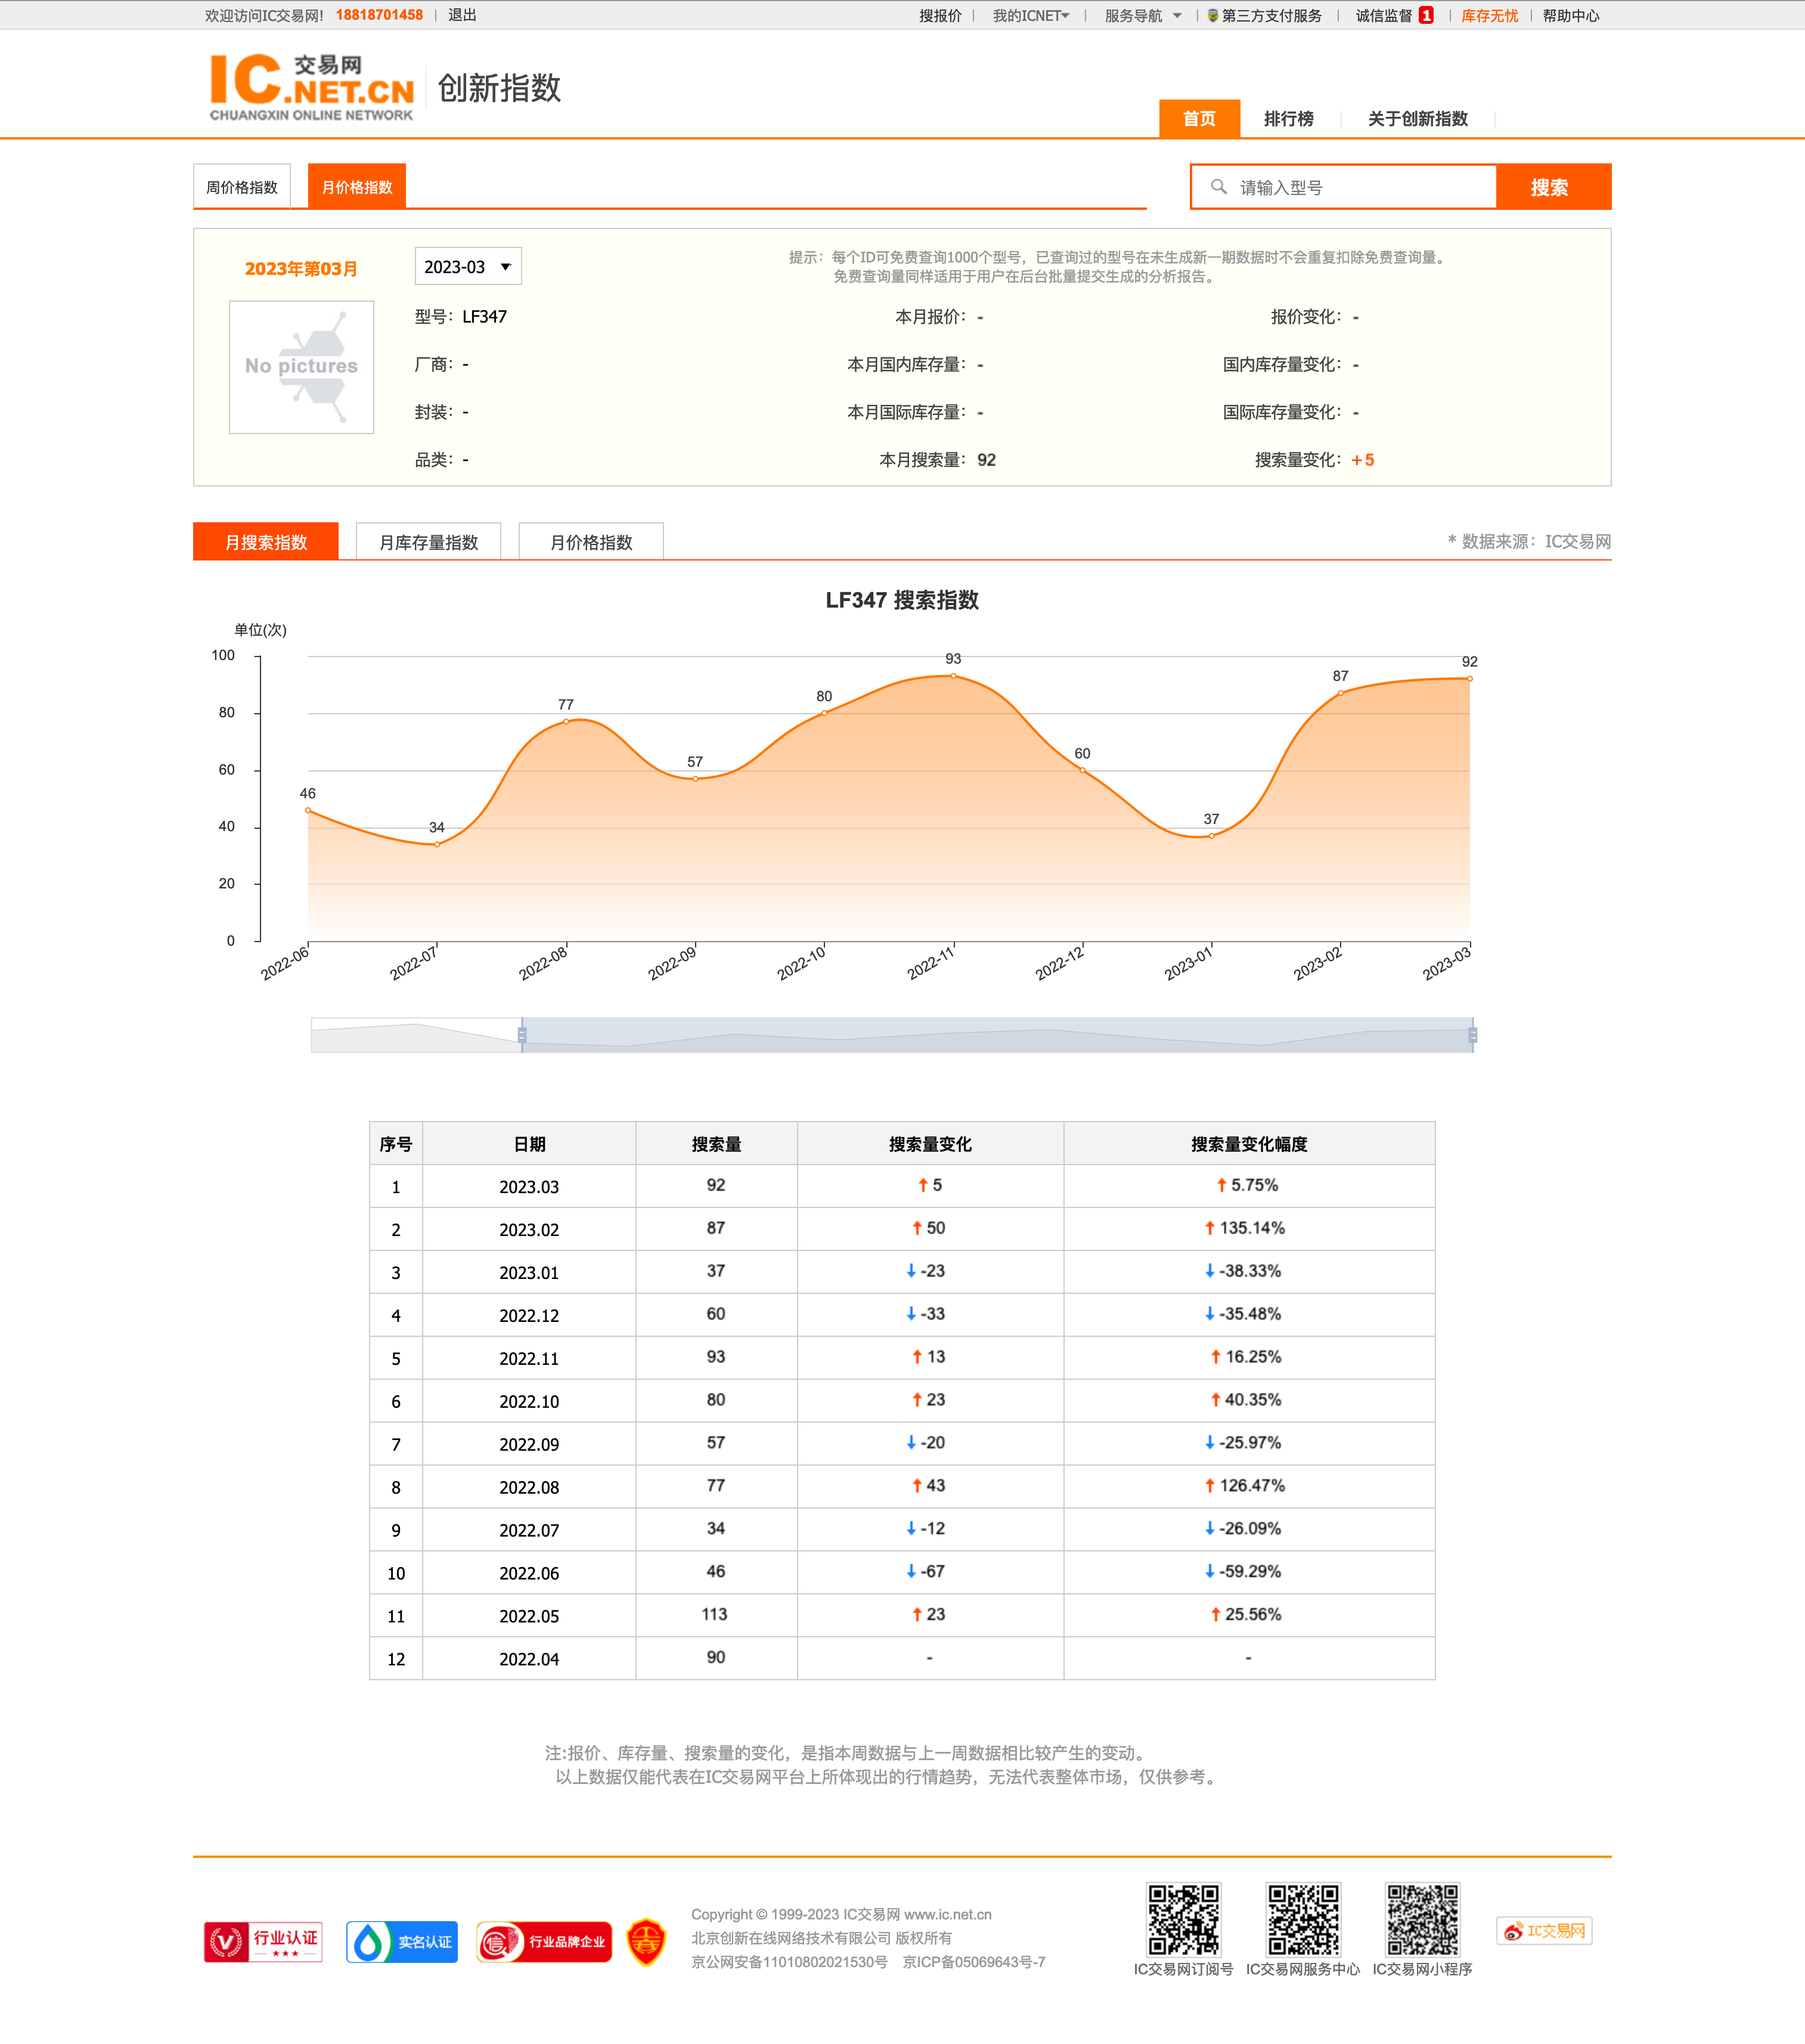 欢迎访问IC交易网! 18818701458 | 退出 搜报价 | 我的ICNET | 服务导航 | 第三方支付服务 | 诚信监督 1 | 库存无忧 | 帮助中心
IC交易网
.NET.CN
CHUANGXIN ONLINE NETWORK
创新指数
首页 排行榜 关于创新指数
周价格指数 月价格指数 请输入型号 搜索
2023年第03月 2023-03
提示：每个ID可免费查询1000个型号，已查询过的型号在未生成新一期数据时不会重复扣除免费查询量。
免费查询量同样适用于用户在后台批量提交生成的分析报告。
No pictures
型号：LF347 本月报价：- 报价变化：-
厂商：- 本月国内库存量：- 国内库存量变化：-
封装：- 本月国际库存量：- 国际库存量变化：-
品类：- 本月搜索量：92 搜索量变化：+5
月搜索指数 月库存量指数 月价格指数 * 数据来源：IC交易网
LF347 搜索指数
单位(次)
100
80
60
40
20
0
46 34 77 57 80 93 60 37 87 92
2022-06 2022-07 2022-08 2022-09 2022-10 2022-11 2022-12 2023-01 2023-02 2023-03
序号 日期 搜索量 搜索量变化 搜索量变化幅度
1 2023.03 92 ↑ 5 ↑ 5.75%
2 2023.02 87 ↑ 50 ↑ 135.14%
3 2023.01 37 ↓ -23 ↓ -38.33%
4 2022.12 60 ↓ -33 ↓ -35.48%
5 2022.11 93 ↑ 13 ↑ 16.25%
6 2022.10 80 ↑ 23 ↑ 40.35%
7 2022.09 57 ↓ -20 ↓ -25.97%
8 2022.08 77 ↑ 43 ↑ 126.47%
9 2022.07 34 ↓ -12 ↓ -26.09%
10 2022.06 46 ↓ -67 ↓ -59.29%
11 2022.05 113 ↑ 23 ↑ 25.56%
12 2022.04 90 - -
注:报价、库存量、搜索量的变化，是指本周数据与上一周数据相比较产生的变动。
以上数据仅能代表在IC交易网平台上所体现出的行情趋势，无法代表整体市场，仅供参考。
行业认证
实名认证
信 行业品牌企业
Copyright © 1999-2023 IC交易网 www.ic.net.cn
北京创新在线网络技术有限公司 版权所有
京公网安备11010802021530号 京ICP备05069643号-7
IC交易网订阅号 IC交易网服务中心 IC交易网小程序
IC交易网